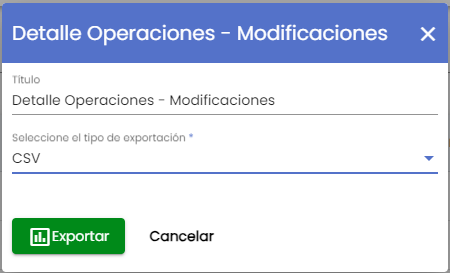 Detalle Operaciones - Modificaciones
Título
Detalle Operaciones - Modificaciones
Seleccione el tipo de exportación *
CSV
Exportar
Cancelar